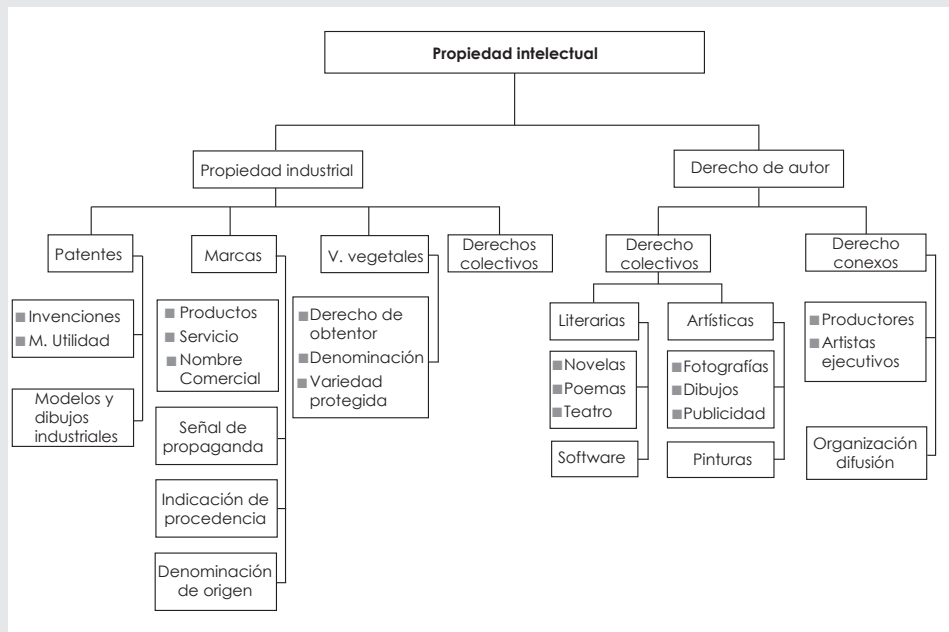 Propiedad intelectual
Propiedad industrial
Derecho de autor
Patentes
Marcas
V. vegetales
Derechos
colectivos
Derecho
colectivos
Derecho
conexos
Invenciones
M. Utilidad
Modelos y
dibujos
industriales
Productos
Servicio
Nombre
Comercial
Señal de
propaganda
Indicación de
procedencia
Denominación
de origen
Derecho de
obtentor
Denominación
Variedad
protegida
Literarias
Novelas
Poemas
Teatro
Software
Artísticas
Fotografías
Dibujos
Publicidad
Pinturas
Productores
Artistas
ejecutivos
Organización
difusión